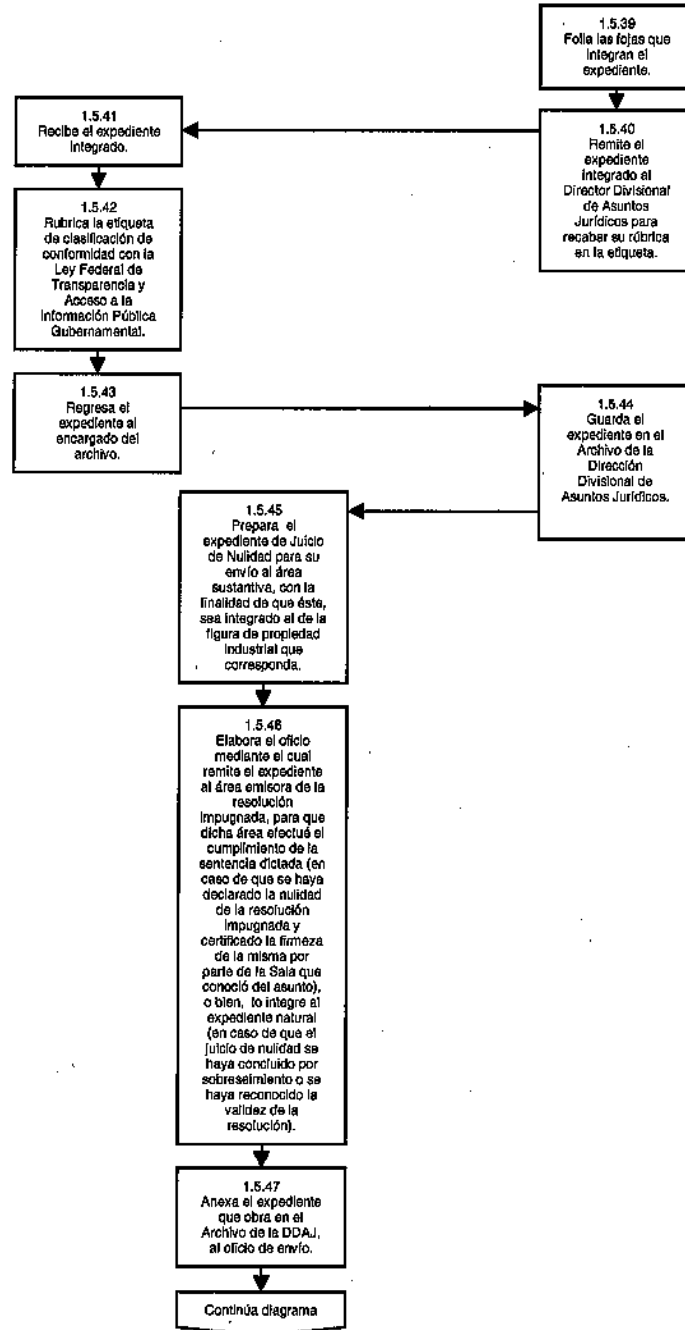 1.5.39
Folia las fojas que
integran el
expediente.
1.5.40
Remite el
expediente
integrado al
Director Divisional
de Asuntos
Jurídicos para
recabar su rúbrica
en la etiqueta.
1.5.41
Recibe el expediente
integrado.
1.5.42
Rubrica la etiqueta
de clasificación de
conformidad con la
Ley Federal de
Transparencia y
Acceso a la
Información Pública
Gubernamental.
1.5.43
Regresa el
expediente al
encargado del
archivo.
1.5.44
Guarda el
expediente en el
Archivo de la
Dirección
Divisional de
Asuntos Jurídicos.
1.5.45
Prepara el
expediente de Juicio
de Nulidad para su
envío al área
sustantiva, con la
finalidad de que éste,
sea integrado al de la
figura de propiedad
industrial que
corresponda.
1.5.46
Elabora el oficio
mediante el cual
remite el expediente
al área emisora de la
resolución
impugnada, para que
dicha área efectué el
cumplimiento de la
sentencia dictada (en
caso de que se haya
declarado la nulidad
de la resolución
impugnada y
certificado la firmeza
de la misma por
parte de la Sala que
conoció del asunto),
o bien, lo integre al
expediente natural
(en caso de que el
juicio de nulidad se
haya concluido por
sobreseimiento o se
haya reconocido la
validez de la
resolución).
1.5.47
Anexa el expediente
que obra en el
Archivo de la DDAJ,
al oficio de envío.
Continúa diagrama